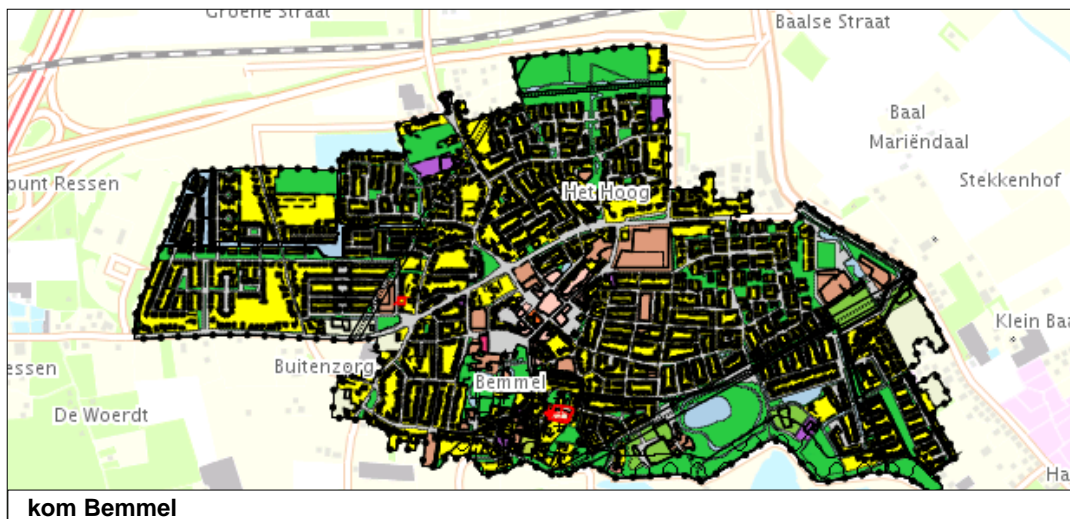 Groene Straat
Baalse Straat
Baal
Mariëndaal
punt Ressen
Stekkenhof
Het Hoog
Klein Baa
Buitenzorg
essen
Bemmel
De Woerdt
Ha
kom Bemmel